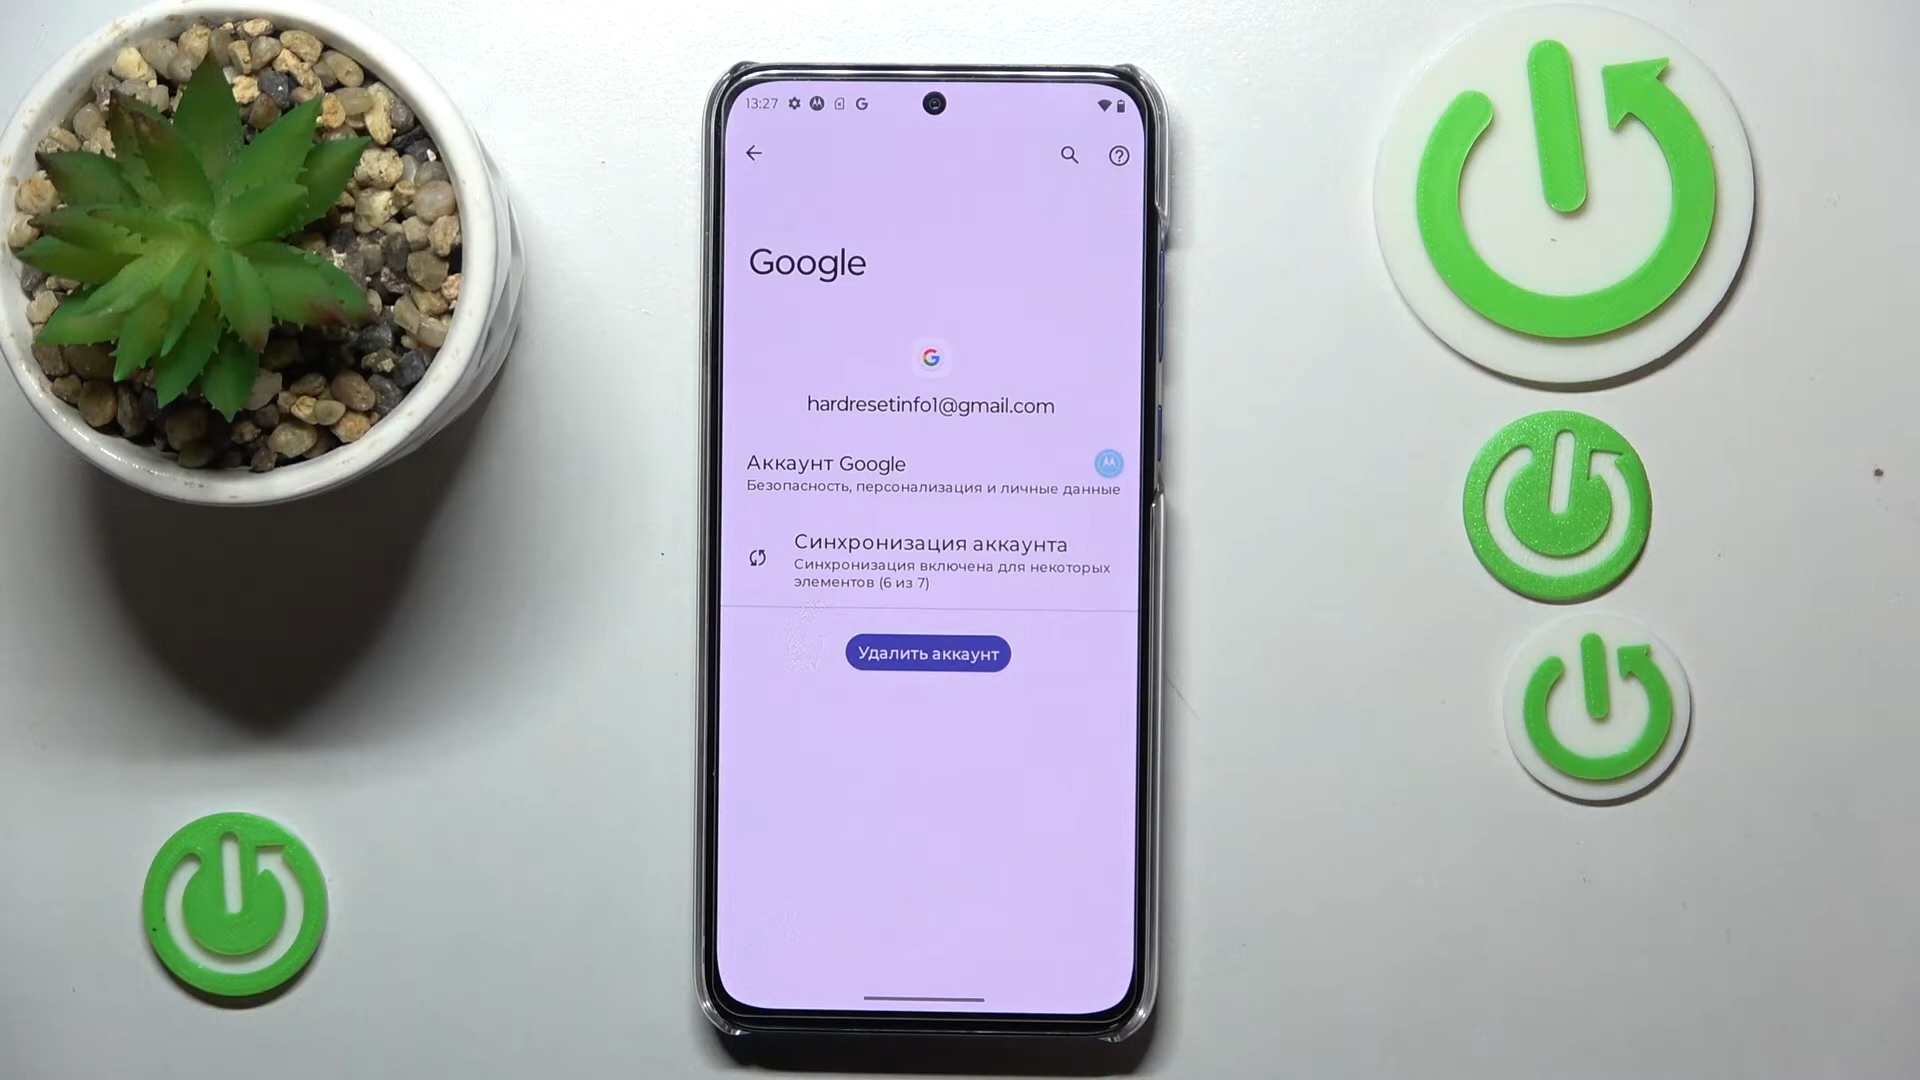 13:27
Google
hardresetinfo1@gmail.com
Аккаунт Google
Безопасность, персонализация и личные данные
Синхронизация аккаунта
Синхронизация включена для некоторых
элементов (6 из 7)
Удалить аккаунт